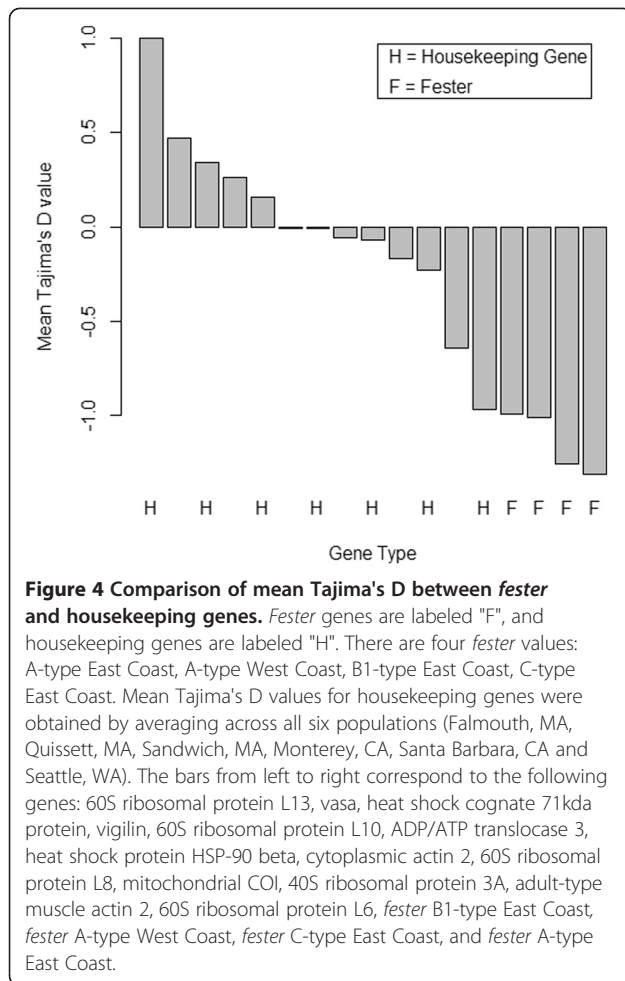 H = Housekeeping Gene
F = Fester
1.0
0.5
0.0
-0.5
-1.0
Mean Tajima's D value
H H H H H H H F F F F
Gene Type
Figure 4 Comparison of mean Tajima's D between fester
and housekeeping genes. Fester genes are labeled "F", and
housekeeping genes are labeled "H". There are four fester values:
A-type East Coast, A-type West Coast, B1-type East Coast, C-type
East Coast. Mean Tajima's D values for housekeeping genes were
obtained by averaging across all six populations (Falmouth, MA,
Quissett, MA, Sandwich, MA, Monterey, CA, Santa Barbara, CA and
Seattle, WA). The bars from left to right correspond to the following
genes: 60S ribosomal protein L13, vasa, heat shock cognate 71kda
protein, vigilin, 60S ribosomal protein L10, ADP/ATP translocase 3,
heat shock protein HSP-90 beta, cytoplasmic actin 2, 60S ribosomal
protein L8, mitochondrial COI, 40S ribosomal protein 3A, adult-type
muscle actin 2, 60S ribosomal protein L6, fester B1-type East Coast,
fester A-type West Coast, fester C-type East Coast, and fester A-type
East Coast.